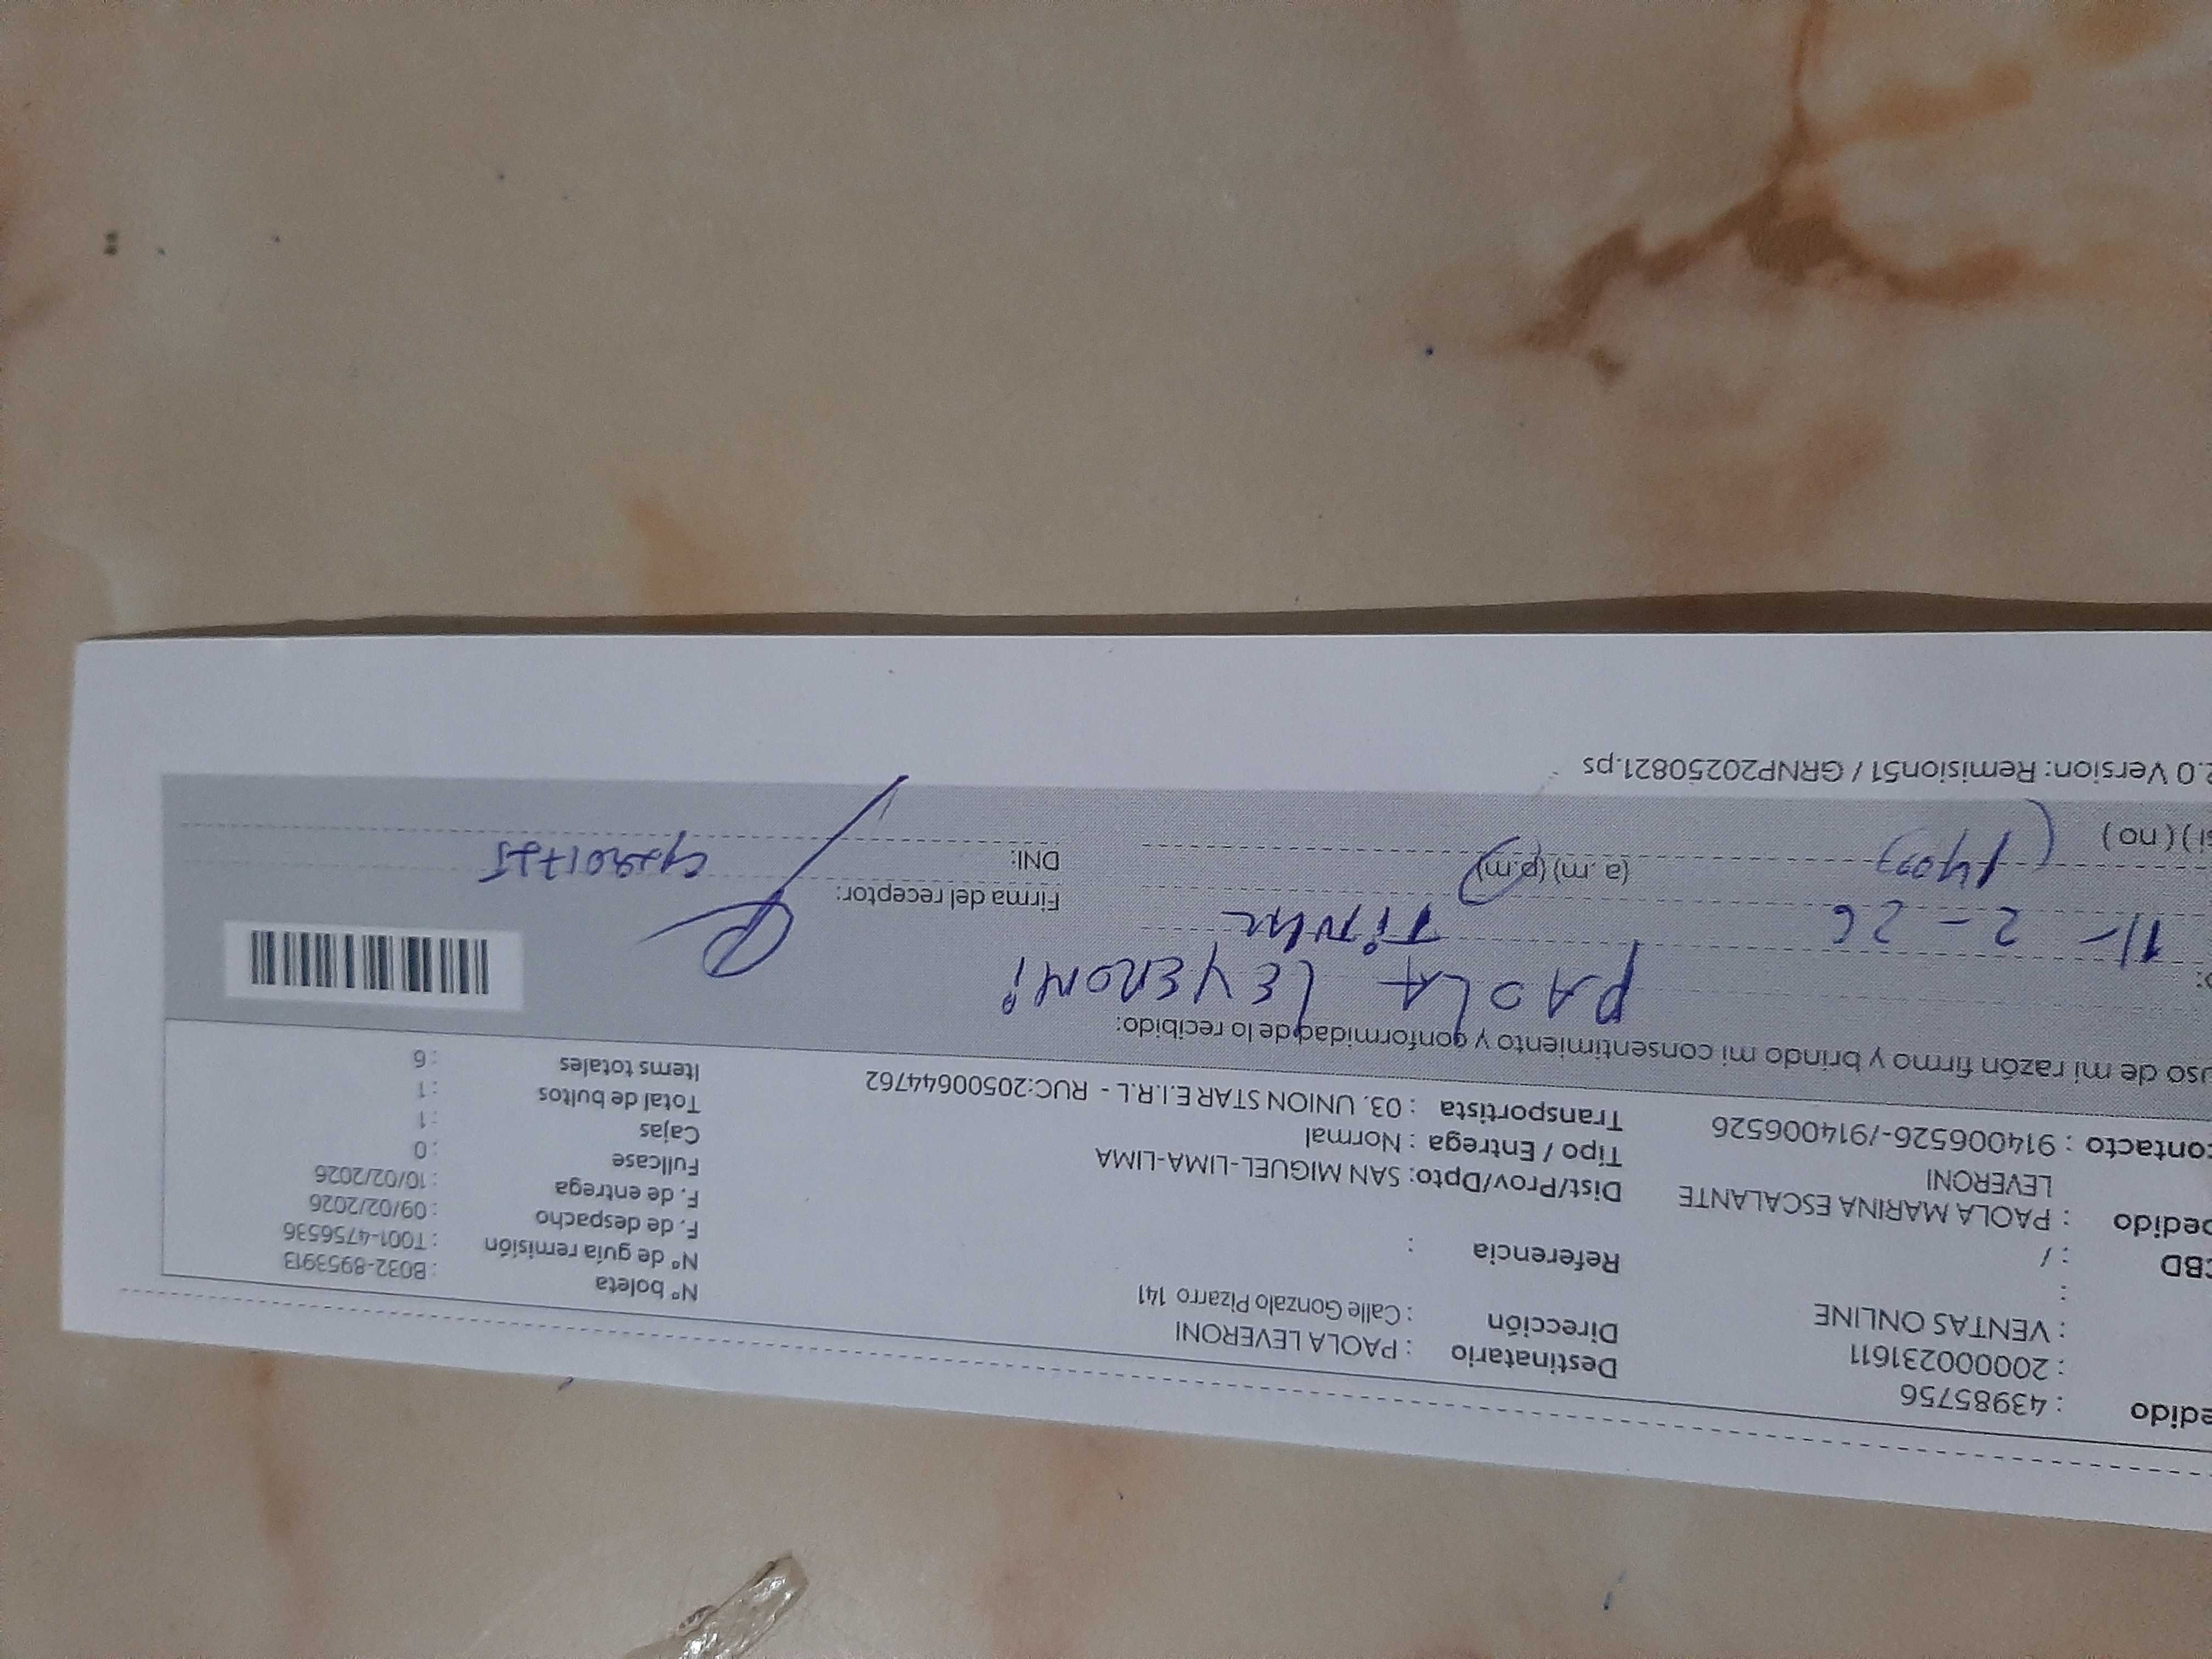 edido : 43985756
: 200000231611
: VENTAS ONLINE
:
CBD : /
pedido : PAOLA MARINA ESCALANTE
LEVERONI
contacto : 914006526-/914006526
Destinatario : PAOLA LEVERONI
Dirección : Calle Gonzalo Pizarro 141
Referencia :
Dist/Prov/Dpto: SAN MIGUEL-LIMA-LIMA
Tipo / Entrega : Normal
Transportista : 03. UNION STAR E.I.R.L - RUC:20500644762
N° boleta : B032-8953913
N° de guía remisión : T001-4756536
F. de despacho : 09/02/2026
F. de entrega : 10/02/2026
Fullcase : 0
Cajas : 1
Total de bultos : 1
Items totales : 6
uso de mi razón firmo y brindo mi consentimiento y conformidad de lo recibido:
PAOLA LEVERONI
11- 2 - 26
(a.m) (p.m)
Firma del receptor:
DNI:
si ) ( no )
2.0 Version: Remision51 / GRNP20250821.ps